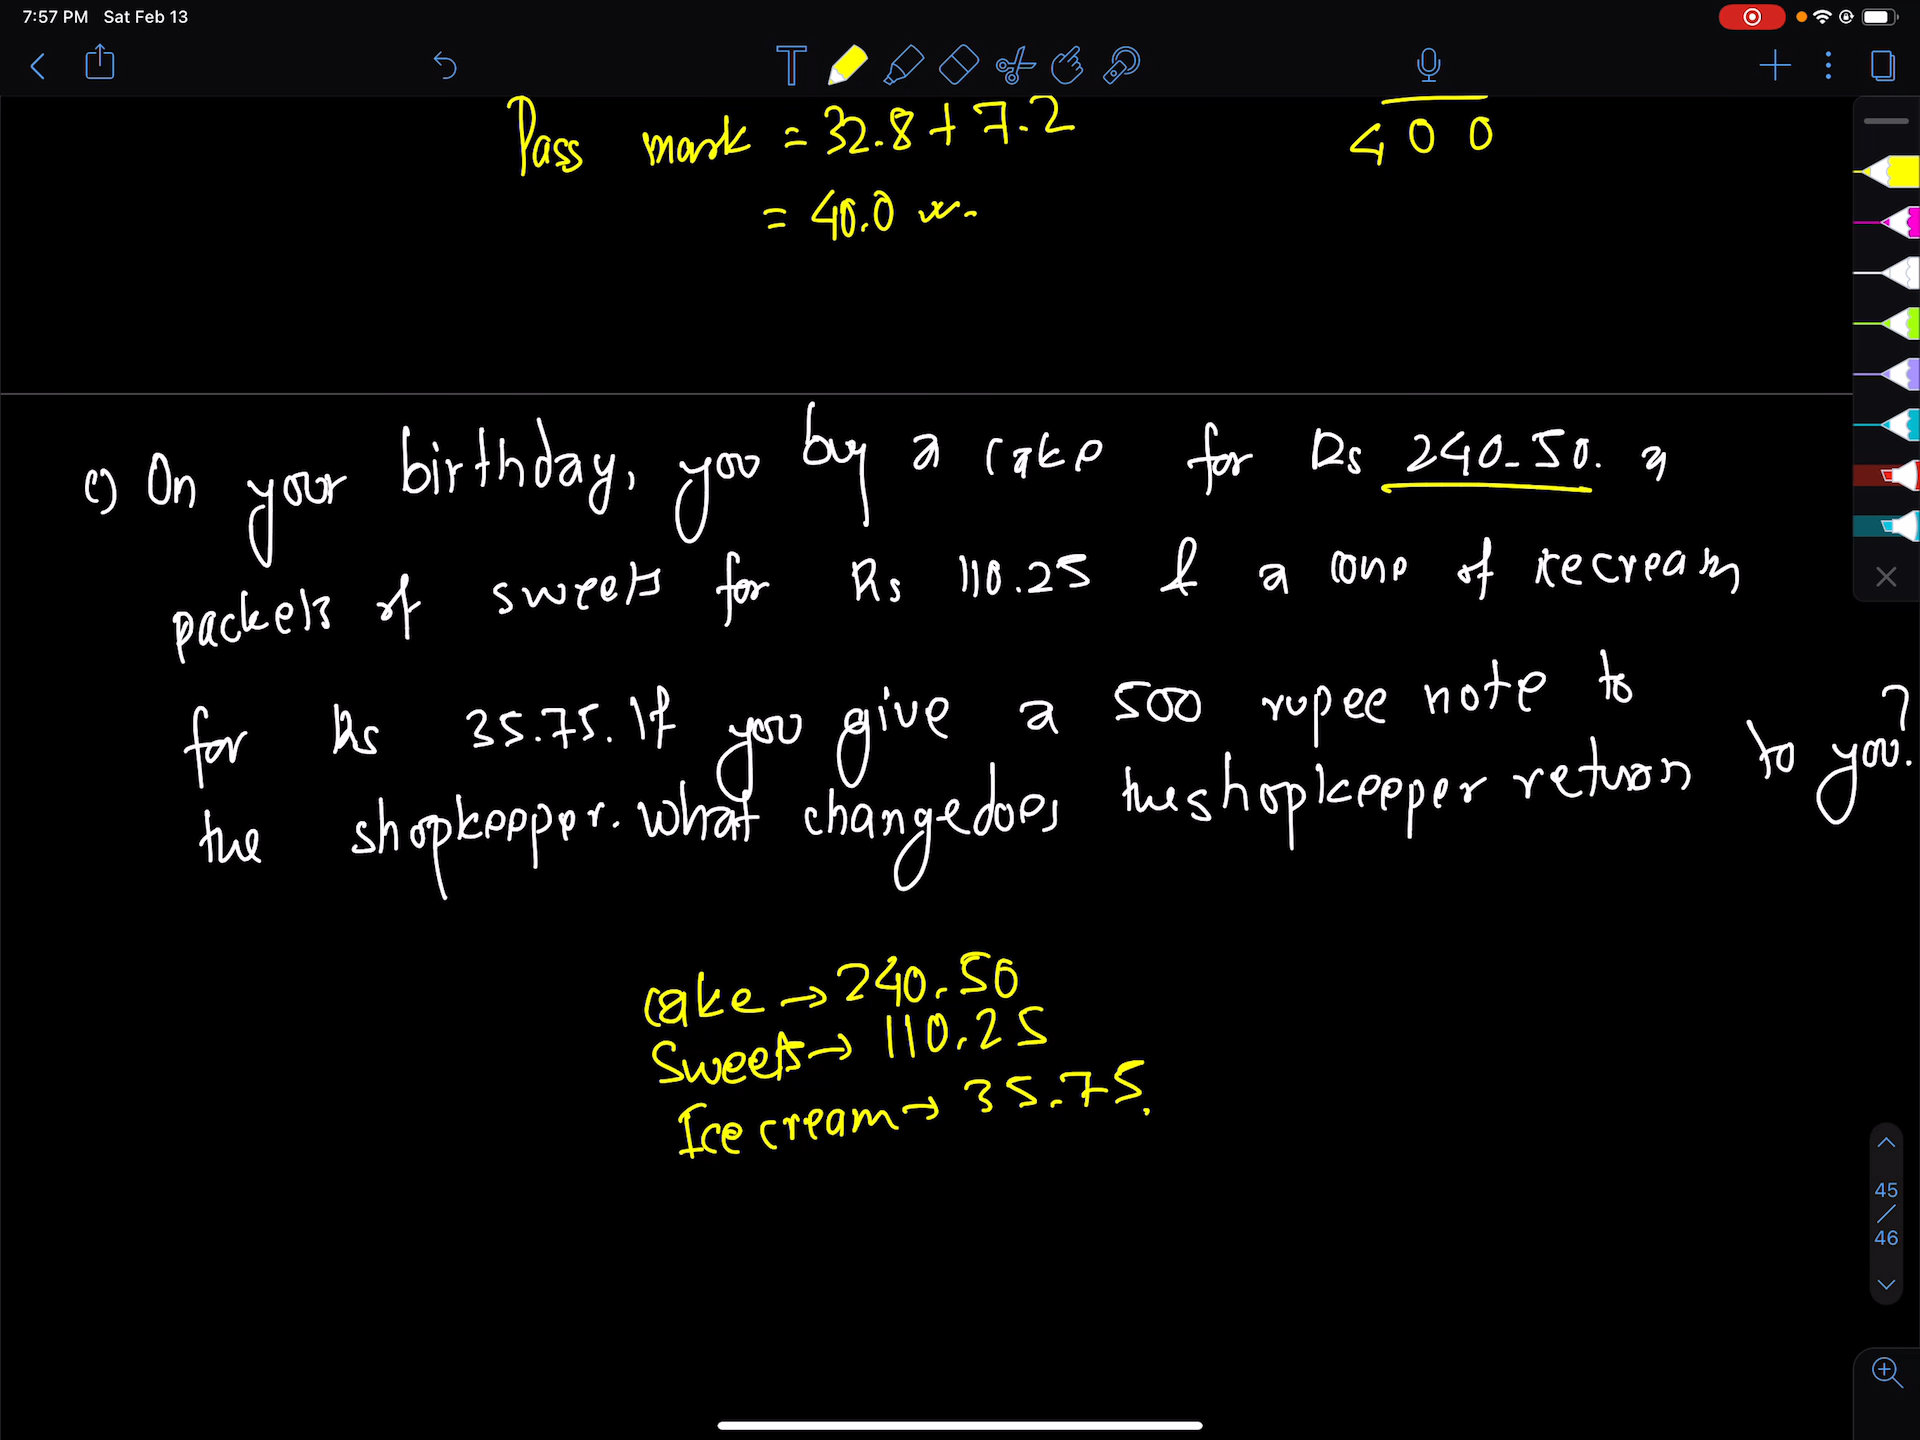 7:57 PM Sat Feb 13
Pass mark = 32.8 + 7.2
400
= 40.0
c) On your birthday, you buy a cake for Rs 240.50. a
packets of sweets for Rs 110.25 & a cone of icecream
for Rs 35.75. If you give a 500 rupee note to
the shopkeeper. What change does the shopkeeper return to you?
cake → 240.50
Sweets → 110.25
Ice cream → 35.75.
45
/
46